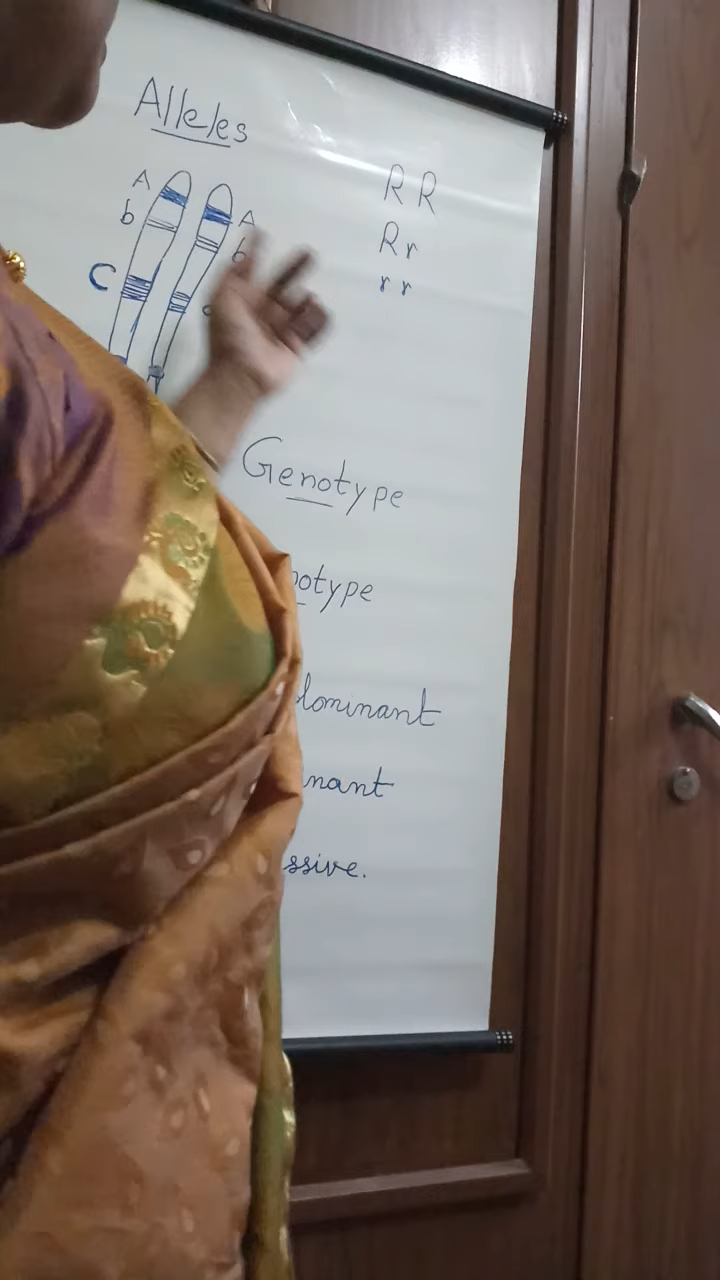 Alleles
A
A
b
b
C
c
R R
R r
r r
Genotype
otype
dominant
nant
ssive.